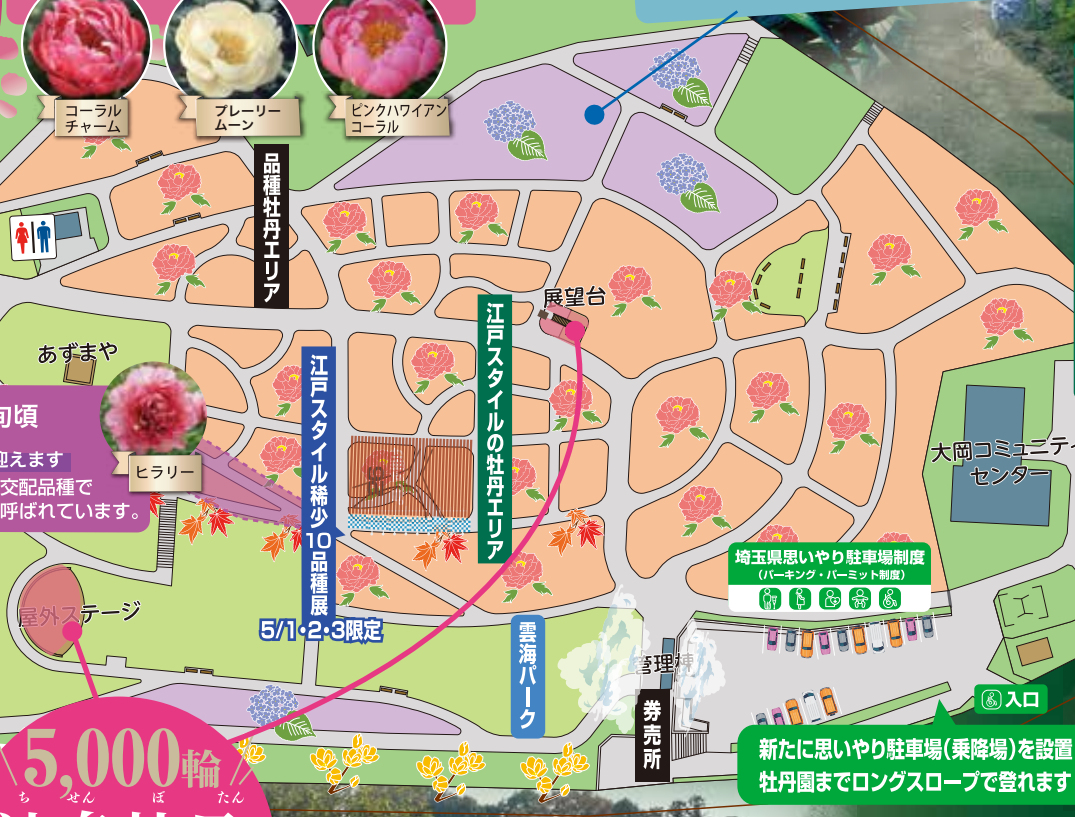 コーラル
チャーム
プレーリー
ムーン
ピンクハワイアン
コーラル
品種牡丹エリア
展望台
江戸スタイルの牡丹エリア
あずまや
江戸スタイル稀少10品種展
5/1・2・3限定
旬頃
迎えます
交配品種で
呼ばれています。
ヒラリー
大岡コミュニティ
センター
埼玉県思いやり駐車場制度
(パーキング・パーミット制度)
屋外ステージ
雲海パーク
管理棟
券売所
入口
新たに思いやり駐車場(乗降場)を設置
牡丹園までロングスロープで登れます
5,000輪
ち せん ぼ たん